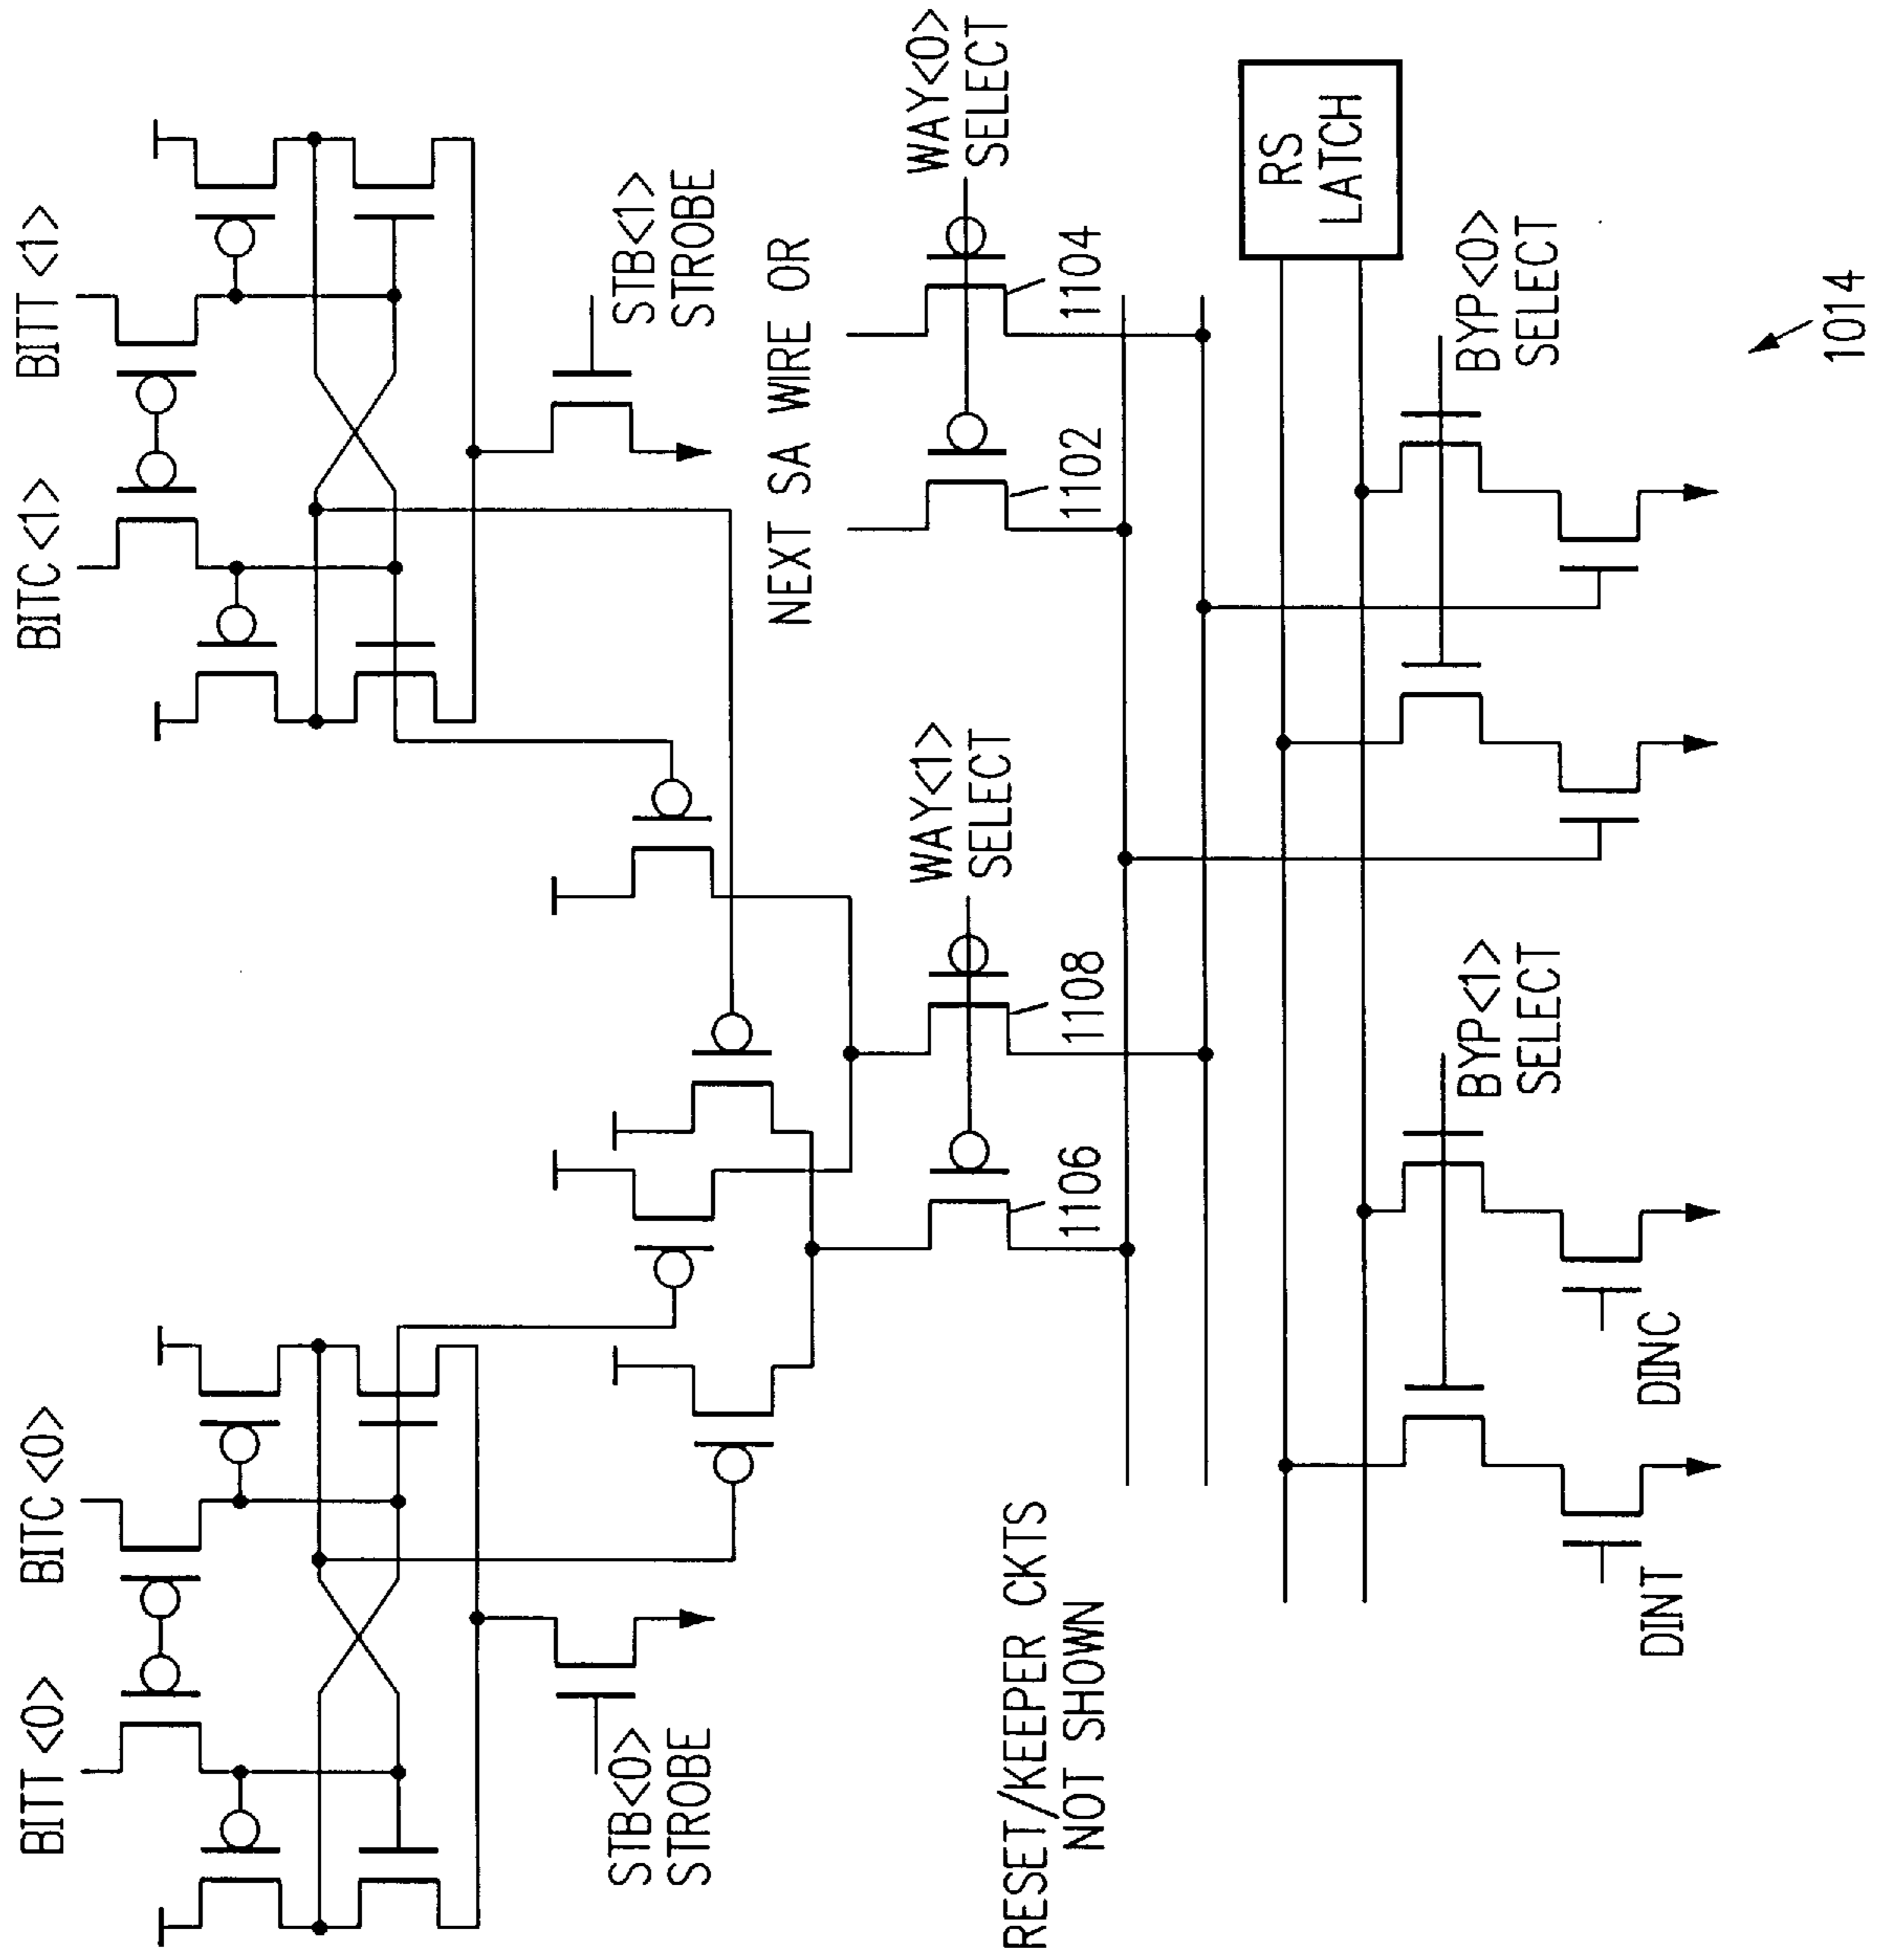 BITT <0>
BITC <0>
BITC <1>
BITT <1>
STB<0>
STROBE
STB<1>
STROBE
NEXT SA WIRE OR
WAY<1>
SELECT
WAY<0>
SELECT
1106
1108
1102
1104
RESET/KEEPER CKTS
NOT SHOWN
RS
LATCH
BYP<1>
SELECT
BYP<0>
SELECT
DINT
DINC
1014